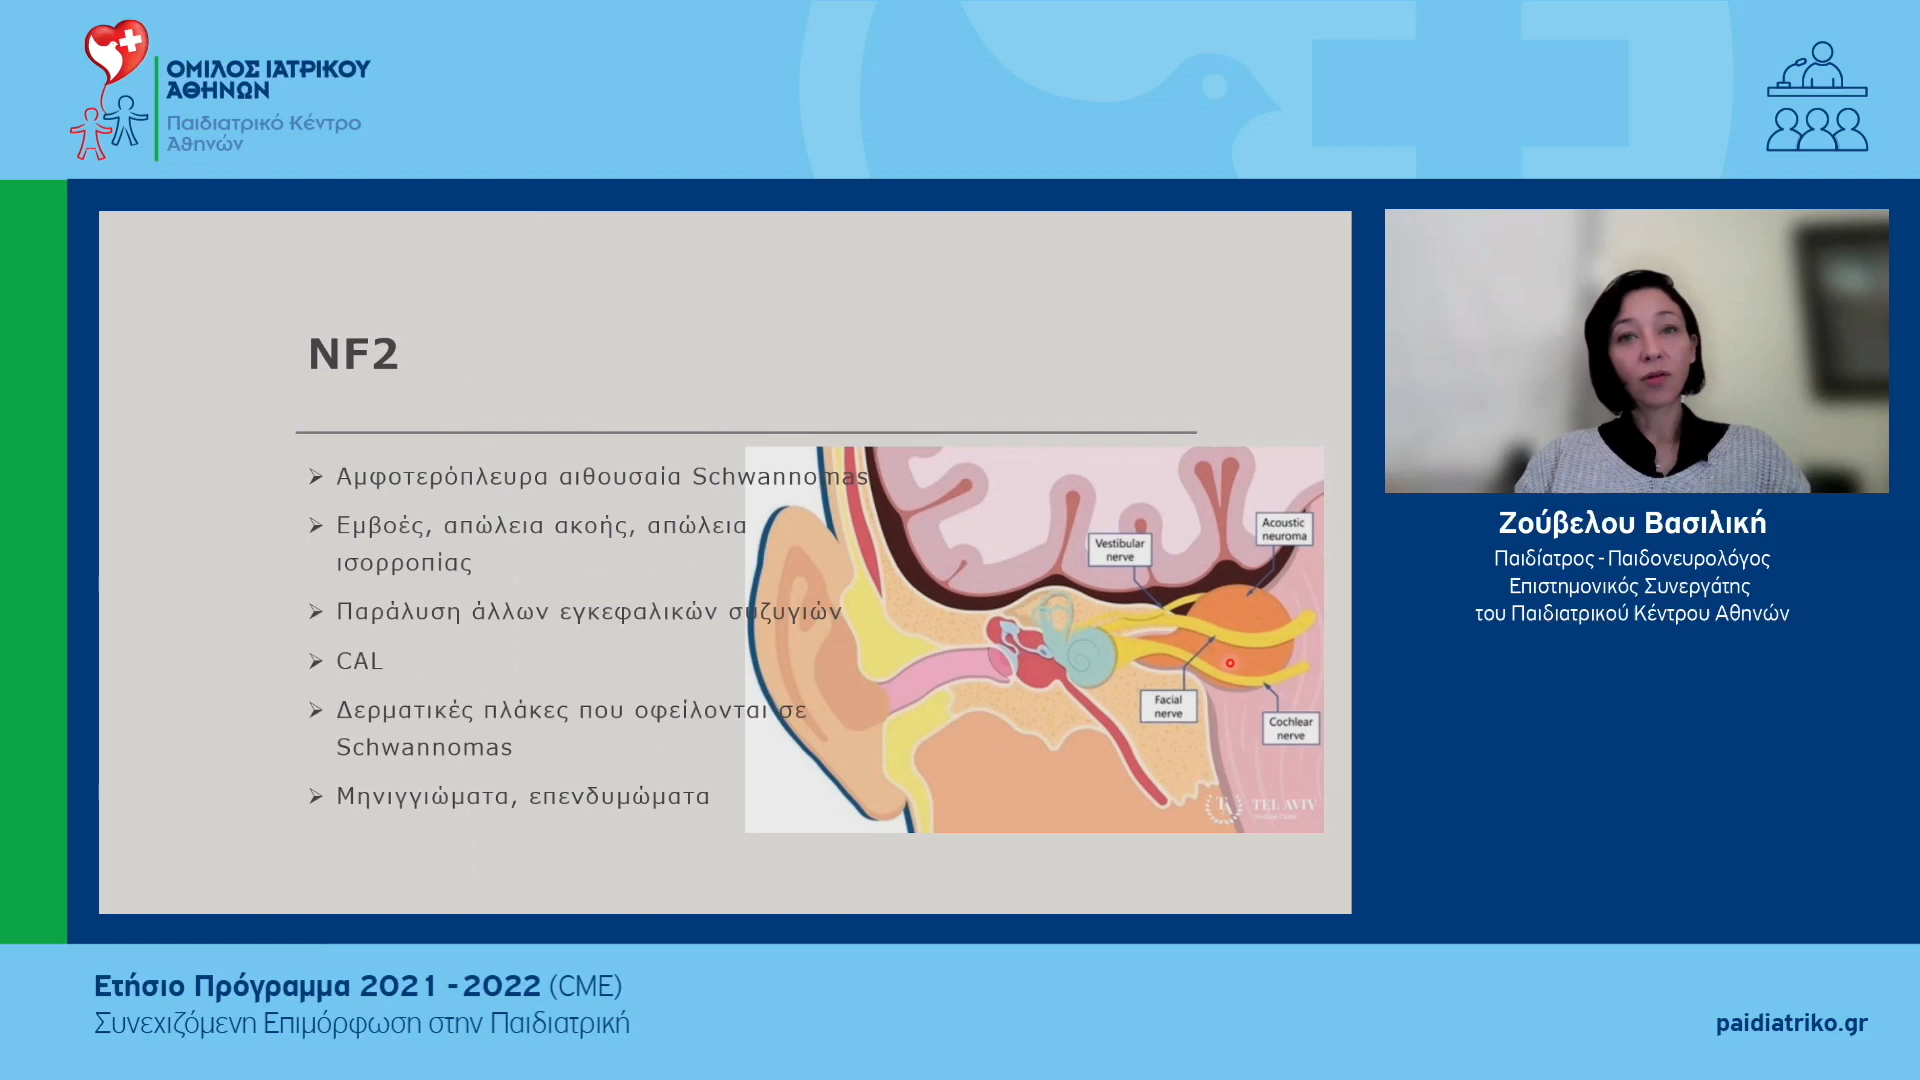 ΟΜΙΛΟΣ ΙΑΤΡΙΚΟΥ
ΑΘΗΝΩΝ
Παιδιατρικό Κέντρο
Αθηνών
NF2
Αμφοτερόπλευρα αιθουσαία Schwannomas
Εμβοές, απώλεια ακοής, απώλεια
ισορροπίας
Παράλυση άλλων εγκεφαλικών συζυγιών
CAL
Δερματικές πλάκες που οφείλονται σε
Schwannomas
Μηνιγγιώματα, επενδυμώματα
Acoustic
neuroma
Vestibular
nerve
Facial
nerve
Cochlear
nerve
TEL AVIV
Ζούβελου Βασιλική
Παιδίατρος - Παιδονευρολόγος
Επιστημονικός Συνεργάτης
του Παιδιατρικού Κέντρου Αθηνών
Ετήσιο Πρόγραμμα 2021 - 2022 (CME)
Συνεχιζόμενη Επιμόρφωση στην Παιδιατρική
paidiatriko.gr